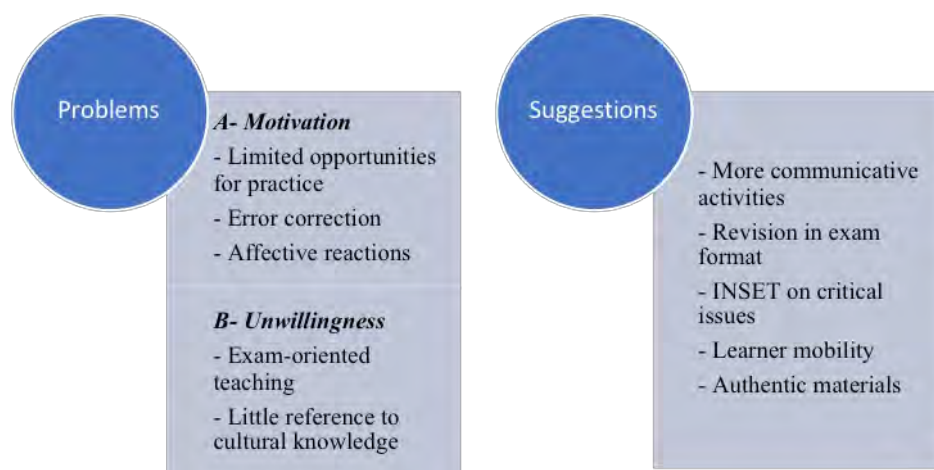 Problems
A- Motivation
- Limited opportunities
for practice
- Error correction
- Affective reactions
B- Unwillingness
- Exam-oriented
teaching
- Little reference to
cultural knowledge
Suggestions
- More communicative
activities
- Revision in exam
format
- INSET on critical
issues
- Learner mobility
- Authentic materials